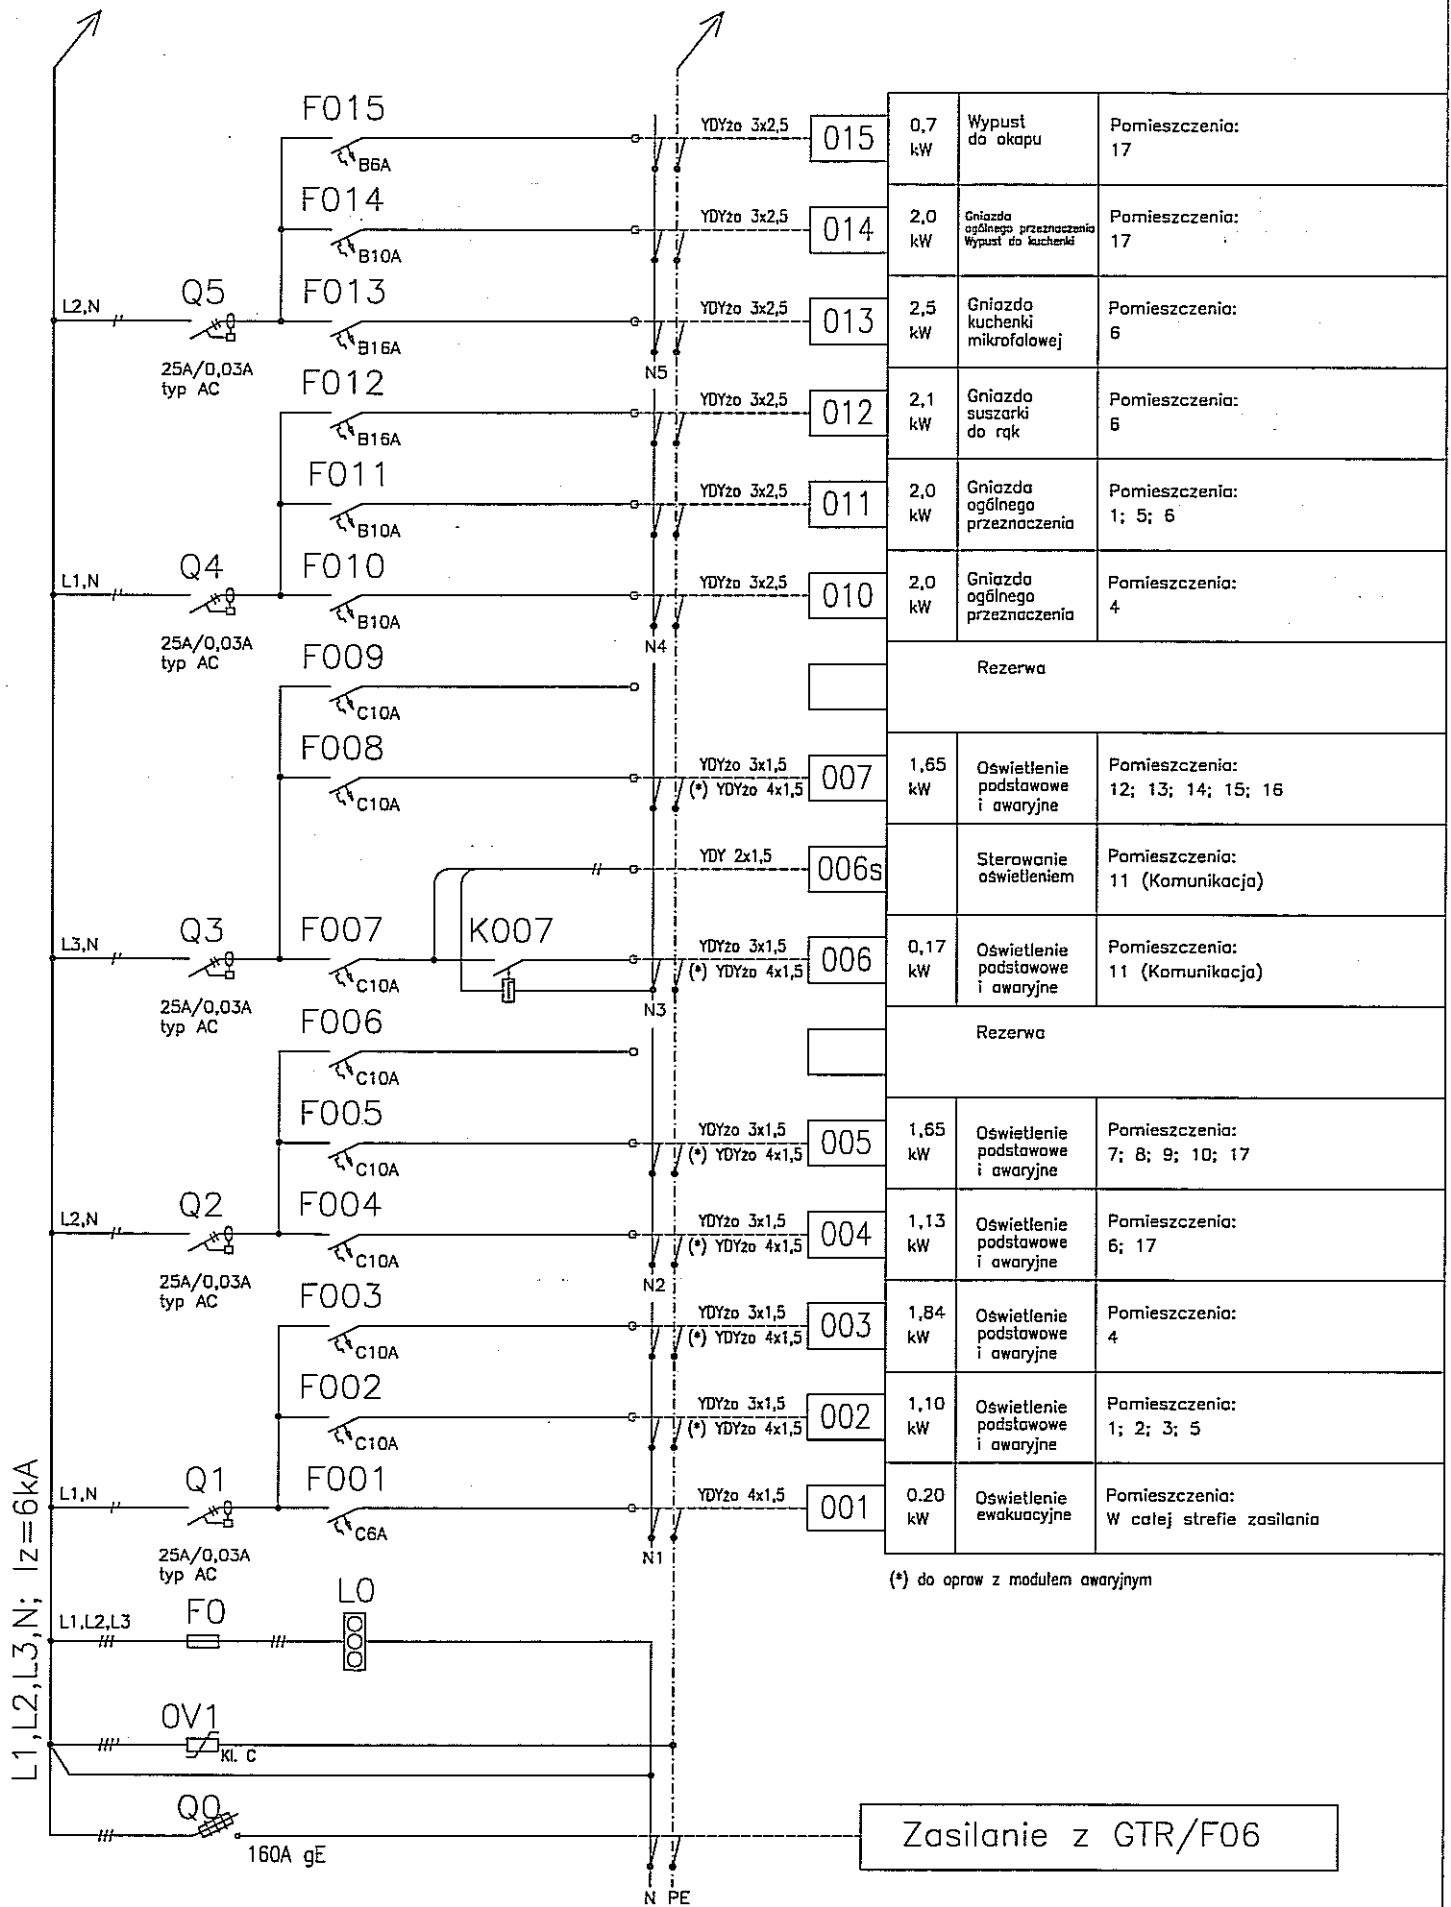 F015
B6A
YDYżo 3x2,5
015
0,7
kW
Wypust
do okapu
Pomieszczenia:
17
F014
B10A
YDYżo 3x2,5
014
2,0
kW
Gniazda
ogólnego przeznaczenia
Wypust do kuchenki
Pomieszczenia:
17
L2,N
Q5
25A/0,03A
typ AC
F013
B16A
N5
YDYżo 3x2,5
013
2,5
kW
Gniazdo
kuchenki
mikrofalowej
Pomieszczenia:
6
F012
B16A
YDYżo 3x2,5
012
2,1
kW
Gniazdo
suszarki
do rąk
Pomieszczenia:
6
F011
B10A
YDYżo 3x2,5
011
2,0
kW
Gniazda
ogólnego
przeznaczenia
Pomieszczenia:
1; 5; 6
L1,N
Q4
25A/0,03A
typ AC
F010
B10A
N4
YDYżo 3x2,5
010
2,0
kW
Gniazda
ogólnego
przeznaczenia
Pomieszczenia:
4
F009
C10A
Rezerwa
F008
C10A
YDYżo 3x1,5
(*) YDYżo 4x1,5
007
1,65
kW
Oświetlenie
podstawowe
i awaryjne
Pomieszczenia:
12; 13; 14; 15; 16
YDY 2x1,5
006s
Sterowanie
oświetleniem
Pomieszczenia:
11 (Komunikacja)
L3,N
Q3
25A/0,03A
typ AC
F007
C10A
K007
N3
YDYżo 3x1,5
(*) YDYżo 4x1,5
006
0,17
kW
Oświetlenie
podstawowe
i awaryjne
Pomieszczenia:
11 (Komunikacja)
F006
C10A
Rezerwa
F005
C10A
YDYżo 3x1,5
(*) YDYżo 4x1,5
005
1,65
kW
Oświetlenie
podstawowe
i awaryjne
Pomieszczenia:
7; 8; 9; 10; 17
L2,N
Q2
25A/0,03A
typ AC
F004
C10A
N2
YDYżo 3x1,5
(*) YDYżo 4x1,5
004
1,13
kW
Oświetlenie
podstawowe
i awaryjne
Pomieszczenia:
6; 17
F003
C10A
YDYżo 3x1,5
(*) YDYżo 4x1,5
003
1,84
kW
Oświetlenie
podstawowe
i awaryjne
Pomieszczenia:
4
F002
C10A
YDYżo 3x1,5
(*) YDYżo 4x1,5
002
1,10
kW
Oświetlenie
podstawowe
i awaryjne
Pomieszczenia:
1; 2; 3; 5
L1,N
Q1
25A/0,03A
typ AC
F001
C6A
N1
YDYżo 4x1,5
001
0.20
kW
Oświetlenie
ewakuacyjne
Pomieszczenia:
W całej strefie zasilania
(*) do opraw z modułem awaryjnym
L1,L2,L3,N; Iz=6kA
L1,L2,L3
F0
L0
OV1
Kl. C
Q0
160A gE
N PE
Zasilanie z GTR/F06